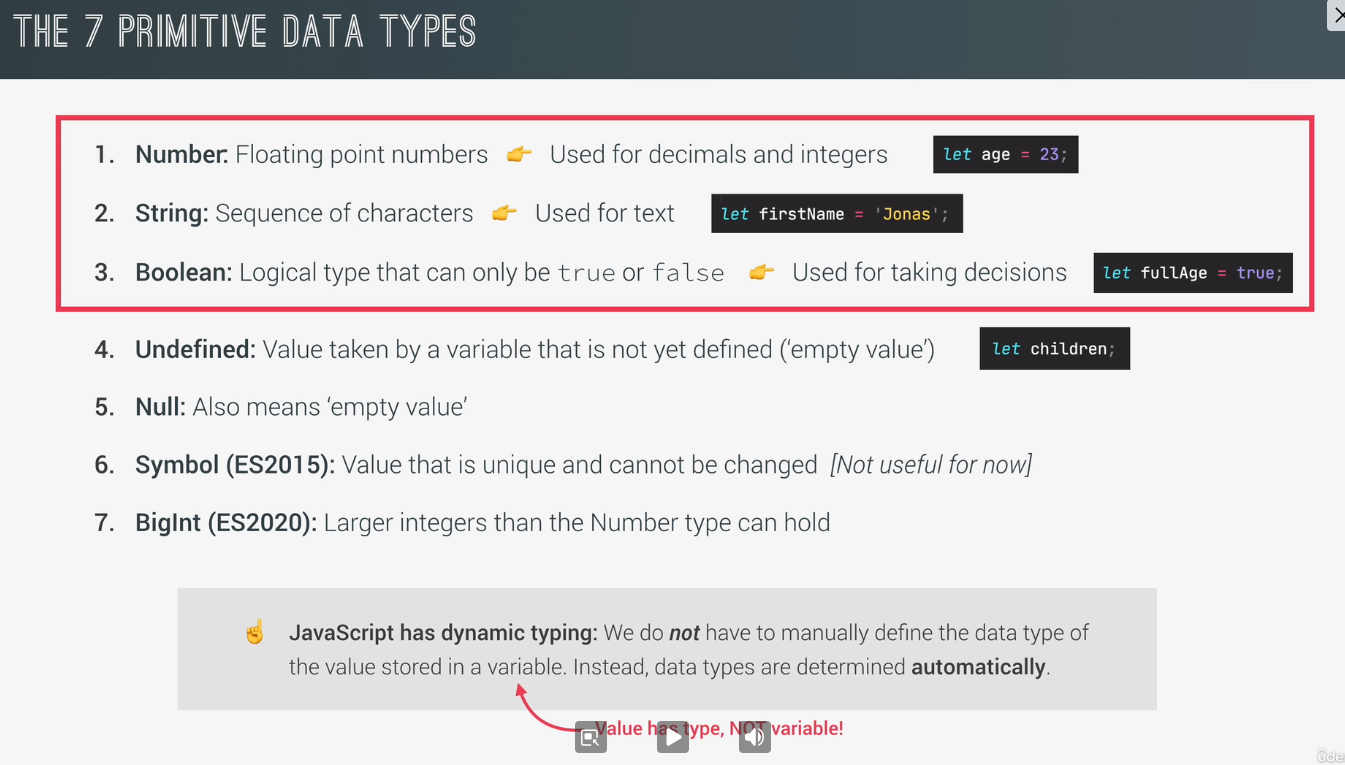 THE 7 PRIMITIVE DATA TYPES
1. Number: Floating point numbers 👉 Used for decimals and integers let age = 23;
2. String: Sequence of characters 👉 Used for text let firstName = 'Jonas';
3. Boolean: Logical type that can only be true or false 👉 Used for taking decisions let fullAge = true;
4. Undefined: Value taken by a variable that is not yet defined (‘empty value’) let children;
5. Null: Also means ‘empty value’
6. Symbol (ES2015): Value that is unique and cannot be changed [Not useful for now]
7. BigInt (ES2020): Larger integers than the Number type can hold
☝️ JavaScript has dynamic typing: We do not have to manually define the data type of
the value stored in a variable. Instead, data types are determined automatically.
Value has type, NOT variable!